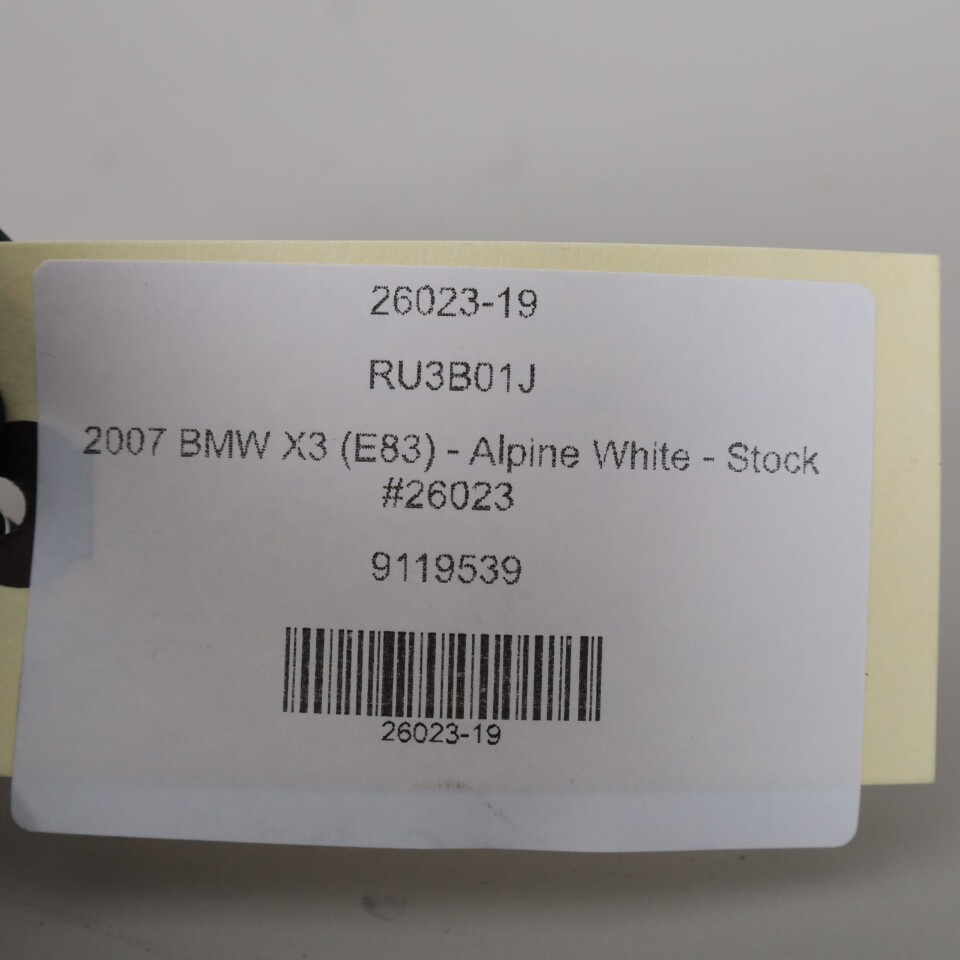 26023-19
RU3B01J
2007 BMW X3 (E83) - Alpine White - Stock
#26023
9119539
26023-19